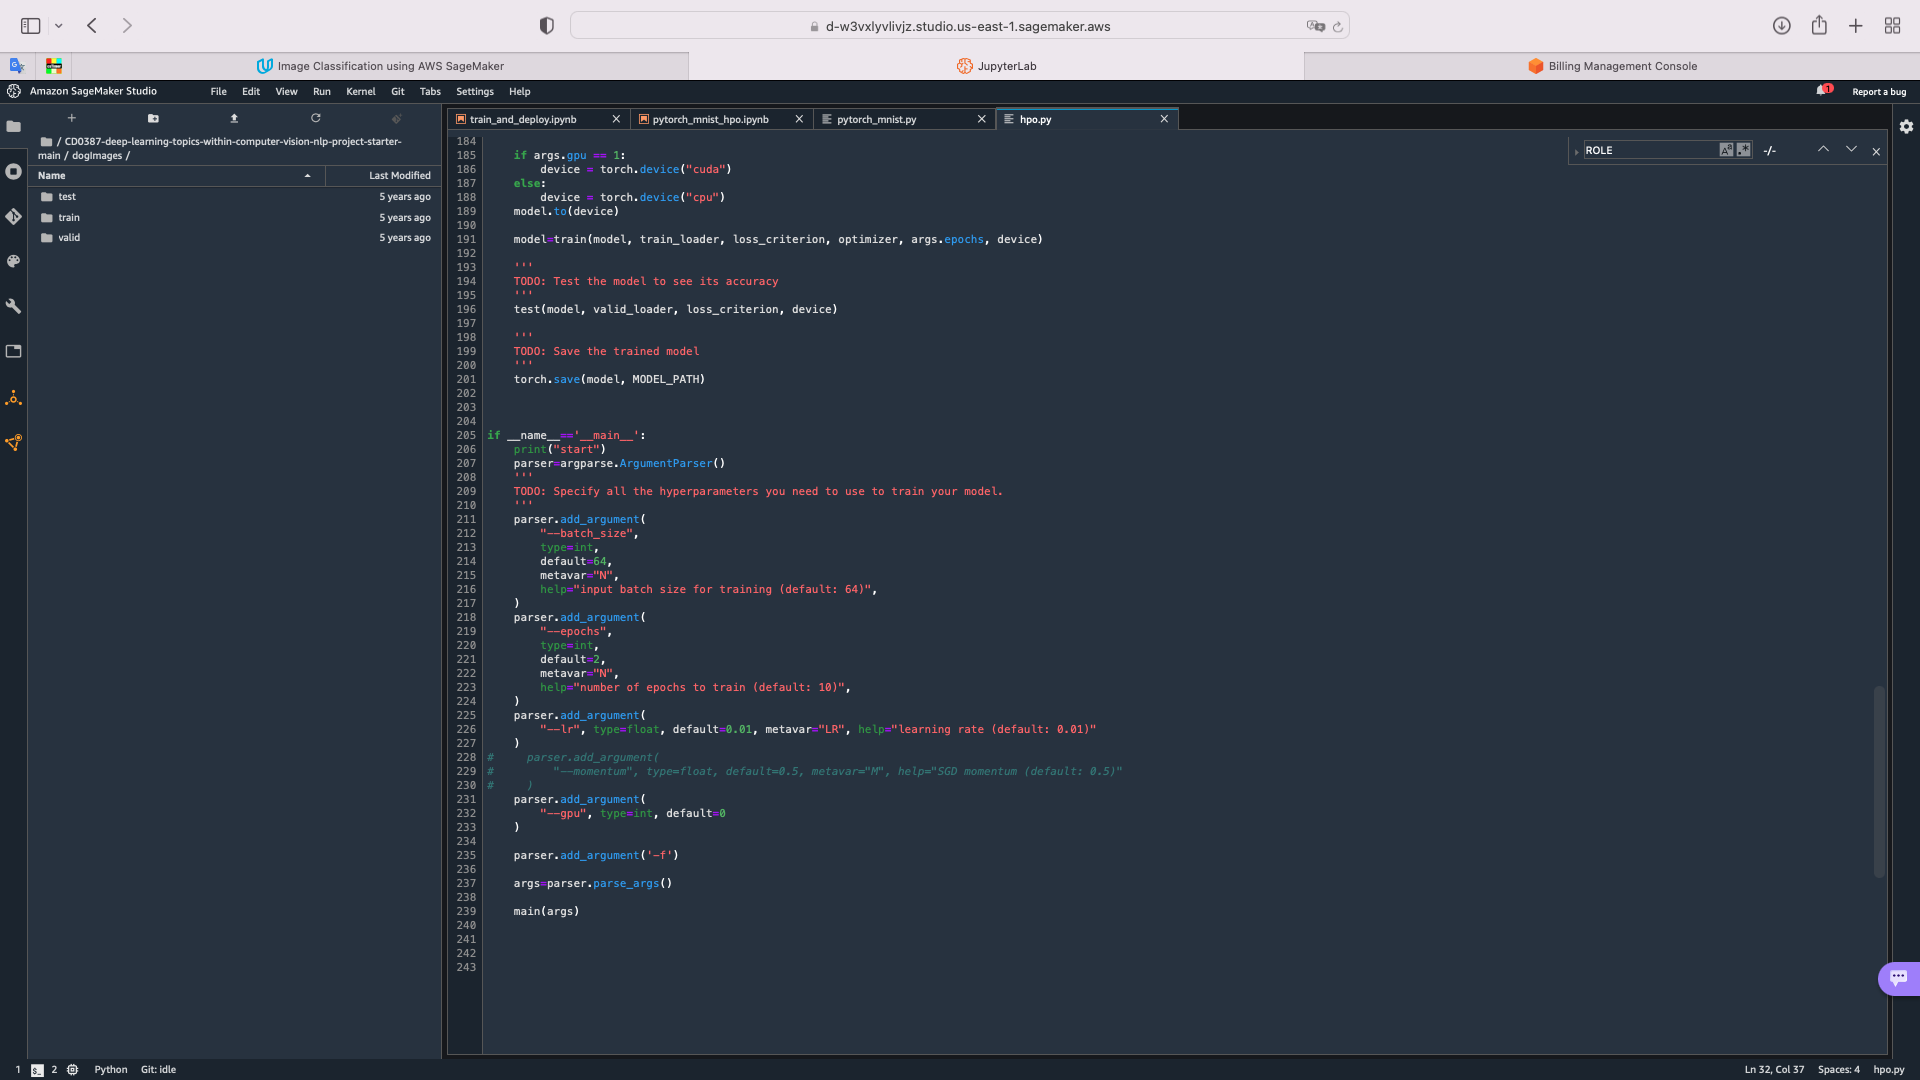 d-w3vxlyvlivjz.studio.us-east-1.sagemaker.aws
Image Classification using AWS SageMaker
JupyterLab
Billing Management Console
Amazon SageMaker Studio
File Edit View Run Kernel Git Tabs Settings Help
1
Report a bug
train_and_deploy.ipynb
pytorch_mnist_hpo.ipynb
pytorch_mnist.py
hpo.py
/ CD0387-deep-learning-topics-within-computer-vision-nlp-project-starter-
main / dogImages /
Name Last Modified
test 5 years ago
train 5 years ago
valid 5 years ago
ROLE
-/-
184
185 if args.gpu == 1:
186 device = torch.device("cuda")
187 else:
188 device = torch.device("cpu")
189 model.to(device)
190
191 model=train(model, train_loader, loss_criterion, optimizer, args.epochs, device)
192
193 '''
194 TODO: Test the model to see its accuracy
195 '''
196 test(model, valid_loader, loss_criterion, device)
197
198 '''
199 TODO: Save the trained model
200 '''
201 torch.save(model, MODEL_PATH)
202
203
204
205 if __name__=='__main__':
206 print("start")
207 parser=argparse.ArgumentParser()
208 '''
209 TODO: Specify all the hyperparameters you need to use to train your model.
210 '''
211 parser.add_argument(
212 "--batch_size",
213 type=int,
214 default=64,
215 metavar="N",
216 help="input batch size for training (default: 64)",
217 )
218 parser.add_argument(
219 "--epochs",
220 type=int,
221 default=2,
222 metavar="N",
223 help="number of epochs to train (default: 10)",
224 )
225 parser.add_argument(
226 "--lr", type=float, default=0.01, metavar="LR", help="learning rate (default: 0.01)"
227 )
228 # parser.add_argument(
229 # "--momentum", type=float, default=0.5, metavar="M", help="SGD momentum (default: 0.5)"
230 # )
231 parser.add_argument(
232 "--gpu", type=int, default=0
233 )
234
235 parser.add_argument('-f')
236
237 args=parser.parse_args()
238
239 main(args)
240
241
242
243
1 2 Python Git: idle
Ln 32, Col 37 Spaces: 4 hpo.py